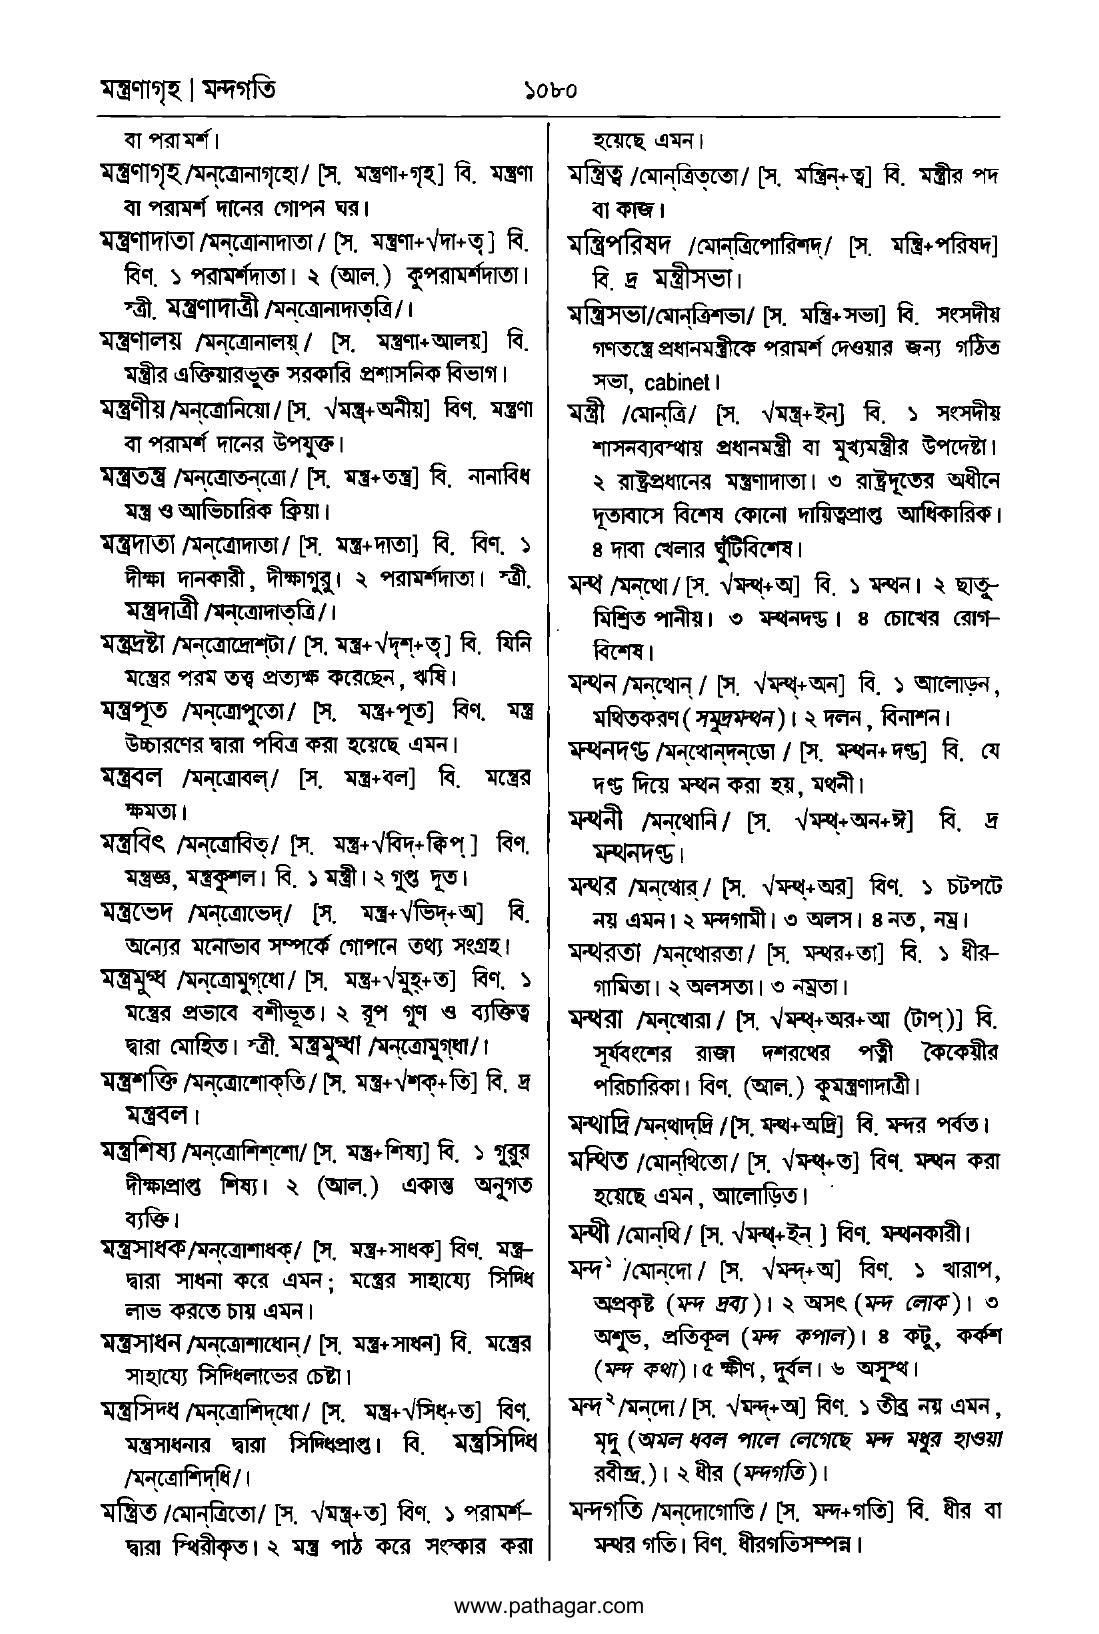 মন্ত্রণাগৃহ | মন্দগতি
১০৮০
বা পরামর্শ।
মন্ত্রণাগৃহ /মন্‌ত্রোনাগৃহো/ [স. মন্ত্রণা+গৃহ] বি. মন্ত্রণা
বা পরামর্শ দানের গোপন ঘর।
মন্ত্রণাদাতা /মন্‌ত্রোনাদাতা/ [স. মন্ত্রণা+√দা+তৃ] বি.
বিণ. ১ পরামর্শদাতা। ২ (আল.) কুপরামর্শদাতা।
স্ত্রী. মন্ত্রণাদাত্রী /মন্‌ত্রোনাদাত্‌ত্রি/।
মন্ত্রণালয় /মন্‌ত্রোনালয়্/ [স. মন্ত্রণা+আলয়] বি.
মন্ত্রীর এক্তিয়ারভুক্ত সরকারি প্রশাসনিক বিভাগ।
মন্ত্রণীয় /মন্‌ত্রোনিয়ো/ [স. √মন্ত্র্+অনীয়] বিণ. মন্ত্রণা
বা পরামর্শ দানের উপযুক্ত।
মন্ত্রতন্ত্র /মন্‌ত্রোতন্‌ত্রো/ [স. মন্ত্র+তন্ত্র] বি. নানাবিধ
মন্ত্র ও আভিচারিক ক্রিয়া।
মন্ত্রদাতা /মন্‌ত্রোদাতা/ [স. মন্ত্র+দাতা] বি. বিণ. ১
দীক্ষা দানকারী, দীক্ষাগুরু। ২ পরামর্শদাতা। স্ত্রী.
মন্ত্রদাত্রী /মন্‌ত্রোদাত্‌ত্রি/।
মন্ত্রদ্রষ্টা /মন্‌ত্রোদ্রোশ্‌টা/ [স. মন্ত্র+√দৃশ্+তৃ] বি. যিনি
মন্ত্রের পরম তত্ত্ব প্রত্যক্ষ করেছেন, ঋষি।
মন্ত্রপূত /মন্‌ত্রোপুতো/ [স. মন্ত্র+পূত] বিণ. মন্ত্র
উচ্চারণের দ্বারা পবিত্র করা হয়েছে এমন।
মন্ত্রবল /মন্‌ত্রোবল্/ [স. মন্ত্র+বল] বি. মন্ত্রের
ক্ষমতা।
মন্ত্রবিৎ /মন্‌ত্রোবিত্/ [স. মন্ত্র+√বিদ্+ক্বিপ্] বিণ.
মন্ত্রজ্ঞ, মন্ত্রকুশল। বি. ১ মন্ত্রী। ২ গুপ্ত দূত।
মন্ত্রভেদ /মন্‌ত্রোভেদ্/ [স. মন্ত্র+√ভিদ্+অ] বি.
অন্যের মনোভাব সম্পর্কে গোপনে তথ্য সংগ্রহ।
মন্ত্রমুগ্ধ /মন্‌ত্রোমুগ্‌ধো/ [স. মন্ত্র+√মুহ্+ত] বিণ. ১
মন্ত্রের প্রভাবে বশীভূত। ২ রূপ গুণ ও ব্যক্তিত্ব
দ্বারা মোহিত। স্ত্রী. মন্ত্রমুগ্ধা /মন্‌ত্রোমুগ্‌ধা/।
মন্ত্রশক্তি /মন্‌ত্রোশোক্‌তি/ [স. মন্ত্র+√শক্+তি] বি. দ্র
মন্ত্রবল।
মন্ত্রশিষ্য /মন্‌ত্রোশিশ্‌শো/ [স. মন্ত্র+শিষ্য] বি. ১ গুরুর
দীক্ষাপ্রাপ্ত শিষ্য। ২ (আল.) একান্ত অনুগত
ব্যক্তি।
মন্ত্রসাধক /মন্‌ত্রোশাধক্/ [স. মন্ত্র+সাধক] বিণ. মন্ত্র-
দ্বারা সাধনা করে এমন; মন্ত্রের সাহায্যে সিদ্ধি
লাভ করতে চায় এমন।
মন্ত্রসাধন /মন্‌ত্রোশাধোন্/ [স. মন্ত্র+সাধন] বি. মন্ত্রের
সাহায্যে সিদ্ধিলাভের চেষ্টা।
মন্ত্রসিদ্ধ /মন্‌ত্রোশিদ্‌ধো/ [স. মন্ত্র+√সিধ্+ত] বিণ.
মন্ত্রসাধনার দ্বারা সিদ্ধিপ্রাপ্ত। বি. মন্ত্রসিদ্ধি
/মন্‌ত্রোশিদ্‌ধি/।
মন্ত্রিত /মোন্‌ত্রিতো/ [স. √মন্ত্র্+ত] বিণ. ১ পরামর্শ-
দ্বারা স্থিরীকৃত। ২ মন্ত্র পাঠ করে সংস্কার করা
হয়েছে এমন।
মন্ত্রিত্ব /মোন্‌ত্রিত্‌তো/ [স. মন্ত্রিন্+ত্ব] বি. মন্ত্রীর পদ
বা কাজ।
মন্ত্রিপরিষদ /মোন্‌ত্রিপোরিশদ্/ [স. মন্ত্রি+পরিষদ]
বি. দ্র মন্ত্রীসভা।
মন্ত্রিসভা/মোন্‌ত্রিশভা/ [স. মন্ত্রি+সভা] বি. সংসদীয়
গণতন্ত্রে প্রধানমন্ত্রীকে পরামর্শ দেওয়ার জন্য গঠিত
সভা, cabinet।
মন্ত্রী /মোন্‌ত্রি/ [স. √মন্ত্র্+ইন্] বি. ১ সংসদীয়
শাসনব্যবস্থায় প্রধানমন্ত্রী বা মুখ্যমন্ত্রীর উপদেষ্টা।
২ রাষ্ট্রপ্রধানের মন্ত্রণাদাতা। ৩ রাষ্ট্রদূতের অধীনে
দূতাবাসে বিশেষ কোনো দায়িত্বপ্রাপ্ত আধিকারিক।
৪ দাবা খেলার ঘুঁটিবিশেষ।
মন্থ /মন্‌থো/ [স. √মন্থ্+অ] বি. ১ মন্থন। ২ ছাতু-
মিশ্রিত পানীয়। ৩ মন্থনদণ্ড। ৪ চোখের রোগ-
বিশেষ।
মন্থন /মন্‌থোন্/ [স. √মন্থ্+অন] বি. ১ আলোড়ন,
মথিতকরণ (সমুদ্রমন্থন)। ২ দলন, বিনাশন।
মন্থনদণ্ড /মন্‌থোন্‌দন্‌ডো/ [স. মন্থন+দণ্ড] বি. যে
দণ্ড দিয়ে মন্থন করা হয়, মথনী।
মন্থনী /মন্‌থোনি/ [স. √মন্থ্+অন+ঈ] বি. দ্র
মন্থনদণ্ড।
মন্থর /মন্‌থোর্/ [স. √মন্থ্+অর] বিণ. ১ চটপটে
নয় এমন। ২ মন্দগামী। ৩ অলস। ৪ নত, নম্র।
মন্থরতা /মন্‌থোরতা/ [স. মন্থর+তা] বি. ১ ধীর-
গামিতা। ২ অলসতা। ৩ নম্রতা।
মন্থরা /মন্‌থোরা/ [স. √মন্থ্+অর+আ (টাপ্)] বি.
সূর্যবংশের রাজা দশরথের পত্নী কৈকেয়ীর
পরিচারিকা। বিণ. (আল.) কুমন্ত্রণাদাত্রী।
মন্থাদ্রি /মন্‌থাদ্‌দ্রি/ [স. মন্থ+অদ্রি] বি. মন্দর পর্বত।
মন্থিত /মোন্‌থিতো/ [স. √মন্থ্+ত] বিণ. মন্থন করা
হয়েছে এমন, আলোড়িত।
মন্থী /মোন্‌থি/ [স. √মন্থ্+ইন্] বিণ. মন্থনকারী।
মন্দ১ /মোন্‌দো/ [স. √মন্দ্+অ] বিণ. ১ খারাপ,
অপ্রকৃষ্ট (মন্দ দ্রব্য)। ২ অসৎ (মন্দ লোক)। ৩
অশুভ, প্রতিকূল (মন্দ কপাল)। ৪ কটু, কর্কশ
(মন্দ কথা)। ৫ ক্ষীণ, দুর্বল। ৬ অসুস্থ।
মন্দ২ /মন্‌দো/ [স. √মন্দ্+অ] বিণ. ১ তীব্র নয় এমন,
মৃদু (অমল ধবল পালে লেগেছে মন্দ মধুর হাওয়া
রবীন্দ্র.)। ২ ধীর (মন্দগতি)।
মন্দগতি /মন্‌দোগোতি/ [স. মন্দ+গতি] বি. ধীর বা
মন্থর গতি। বিণ. ধীরগতিসম্পন্ন।
www.pathagar.com